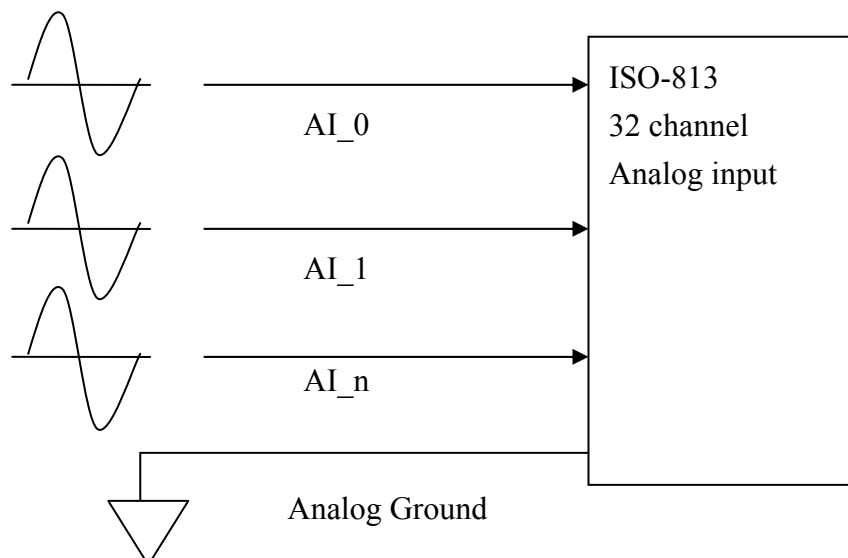 ISO-813
32 channel
Analog input
AI_0
AI_1
AI_n
Analog Ground